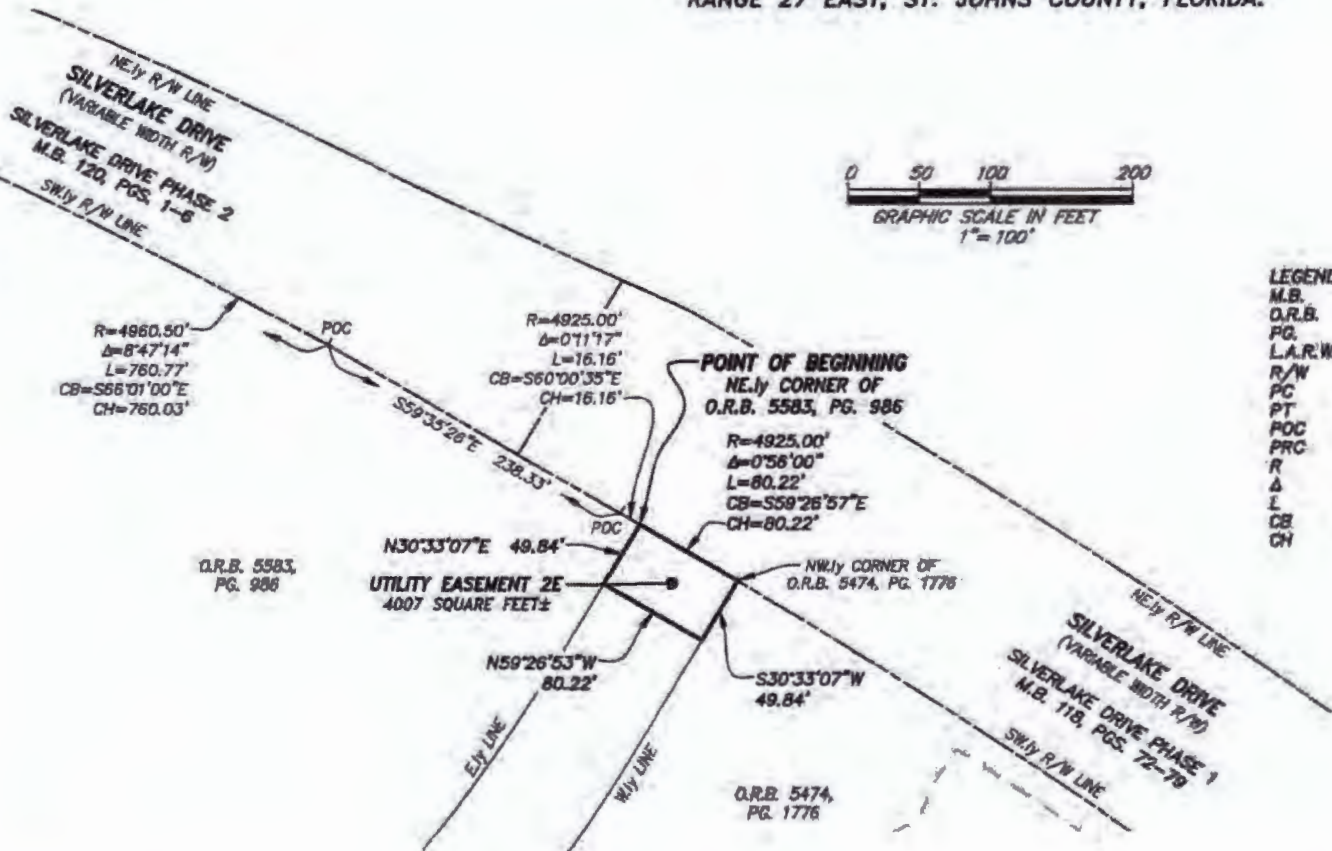 RANGE 27 EAST, ST. JOHNS COUNTY, FLORIDA.
NE.ly R/W LINE
SILVERLAKE DRIVE
(VARIABLE WIDTH R/W)
SILVERLAKE DRIVE PHASE 2
M.B. 120, PGS. 1-6
SW.ly R/W LINE
0 50 100 200
GRAPHIC SCALE IN FEET
1"= 100'
LEGEND
M.B.
O.R.B.
PG.
L.A.R/W
R/W
PC
PT
POC
PRC
R
Δ
L
CB
CH
R=4960.50'
Δ=8°47'14"
L=760.77'
CB=S66°01'00"E
CH=760.03'
POC
S59°35'26"E 238.33'
R=4925.00'
Δ=0°11'17"
L=16.16'
CB=S60°00'35"E
CH=16.16'
POINT OF BEGINNING
NE.ly CORNER OF
O.R.B. 5583, PG. 986
R=4925.00'
Δ=0°56'00"
L=80.22'
CB=S59°26'57"E
CH=80.22'
POC
N30°33'07"E 49.84'
NW.ly CORNER OF
O.R.B. 5474, PG. 1776
O.R.B. 5583,
PG. 986
UTILITY EASEMENT 2E
4007 SQUARE FEET±
N59°26'53"W
80.22'
S30°33'07"W
49.84'
NE.ly R/W LINE
SILVERLAKE DRIVE
(VARIABLE WIDTH R/W)
SILVERLAKE DRIVE PHASE 1
M.B. 118, PGS. 72-79
SW.ly R/W LINE
E.ly LINE
W.ly LINE
O.R.B. 5474,
PG. 1776